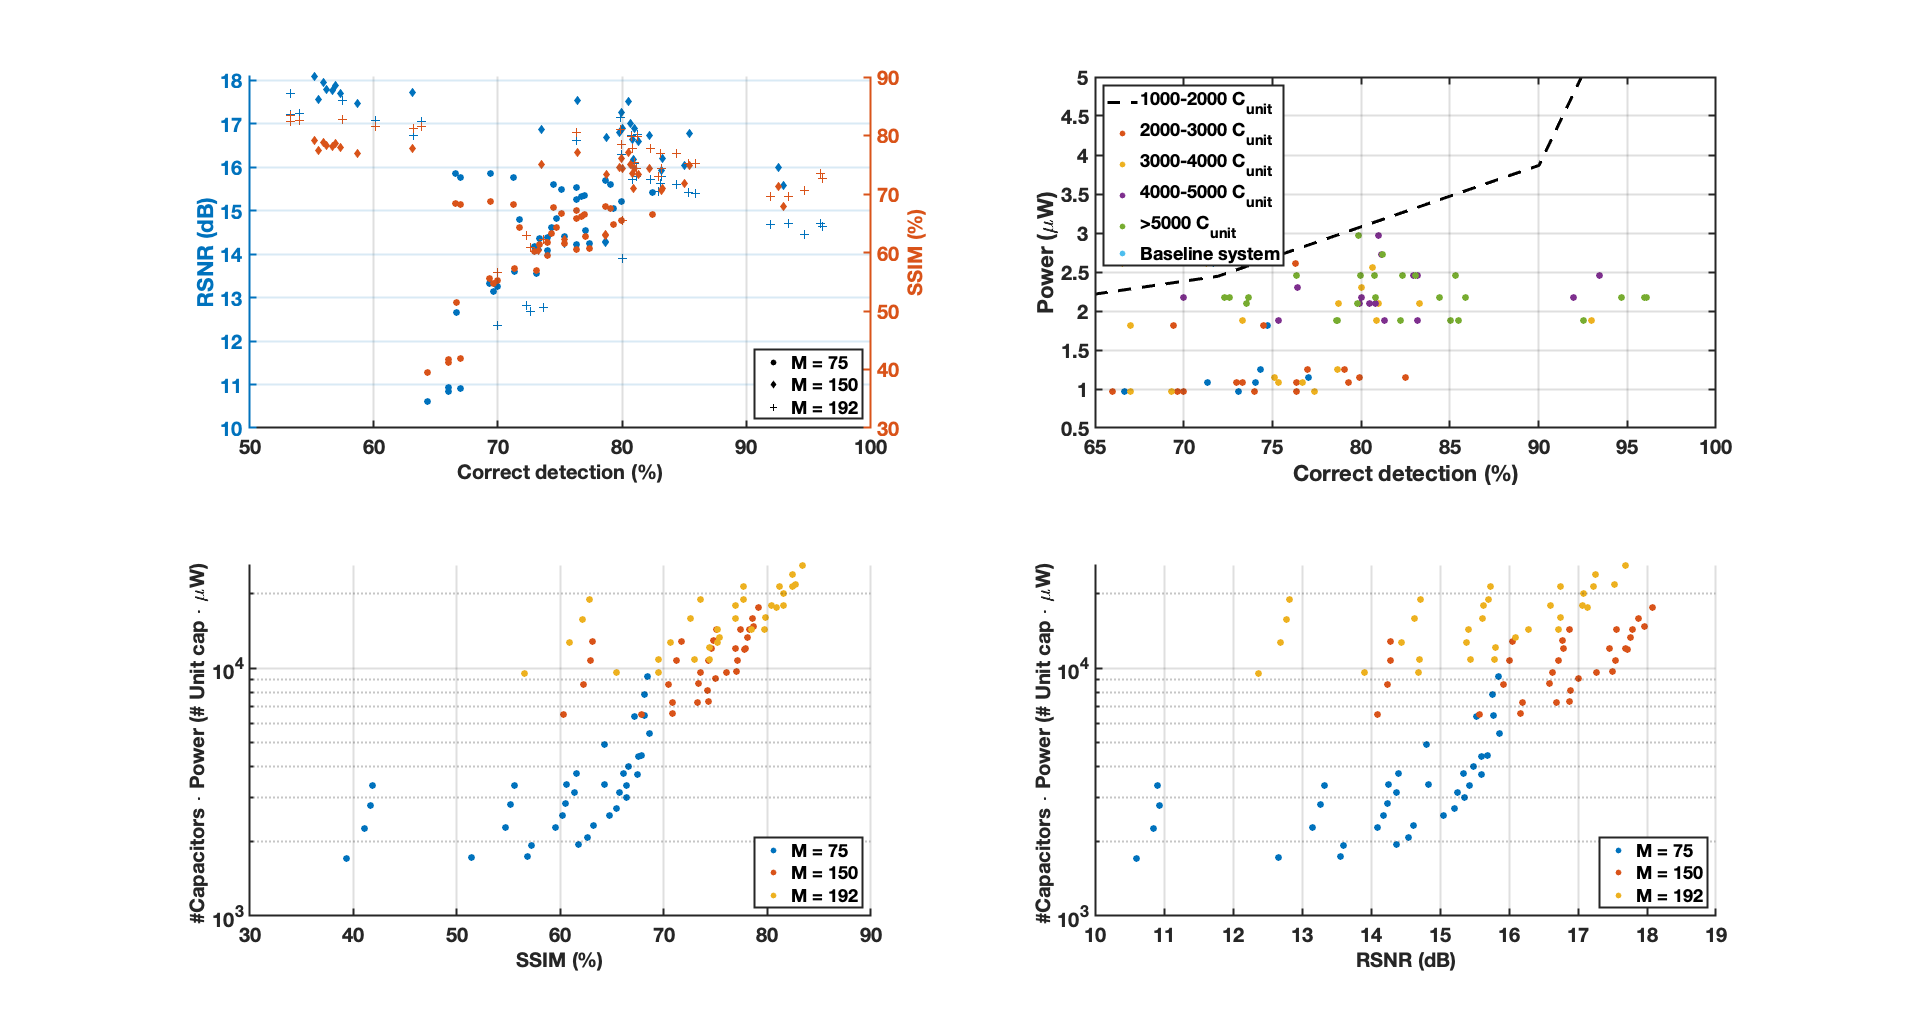 18
17
16
15
14
13
12
11
10
RSNR (dB)
90
80
70
60
50
40
30
SSIM (%)
M = 75
M = 150
M = 192
50 60 70 80 90 100
Correct detection (%)
5
4.5
4
3.5
3
2.5
2
1.5
1
0.5
Power (μW)
1000-2000 Cunit
2000-3000 Cunit
3000-4000 Cunit
4000-5000 Cunit
>5000 Cunit
Baseline system
65 70 75 80 85 90 95 100
Correct detection (%)
#Capacitors · Power (# Unit cap · μW)
10^4
10^3
M = 75
M = 150
M = 192
30 40 50 60 70 80 90
SSIM (%)
#Capacitors · Power (# Unit cap · μW)
10^4
10^3
M = 75
M = 150
M = 192
10 11 12 13 14 15 16 17 18 19
RSNR (dB)